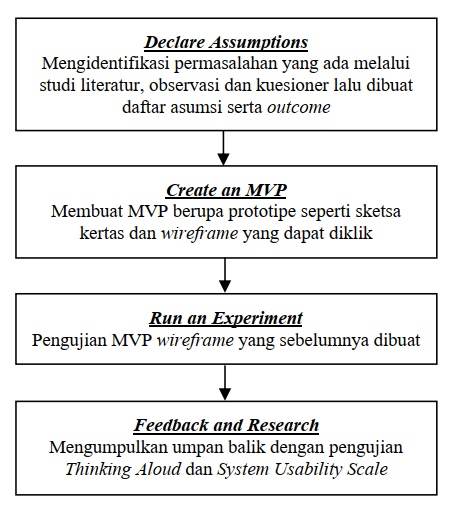 Declare Assumptions
Mengidentifikasi permasalahan yang ada melalui
studi literatur, observasi dan kuesioner lalu dibuat
daftar asumsi serta outcome
Create an MVP
Membuat MVP berupa prototipe seperti sketsa
kertas dan wireframe yang dapat diklik
Run an Experiment
Pengujian MVP wireframe yang sebelumnya dibuat
Feedback and Research
Mengumpulkan umpan balik dengan pengujian
Thinking Aloud dan System Usability Scale